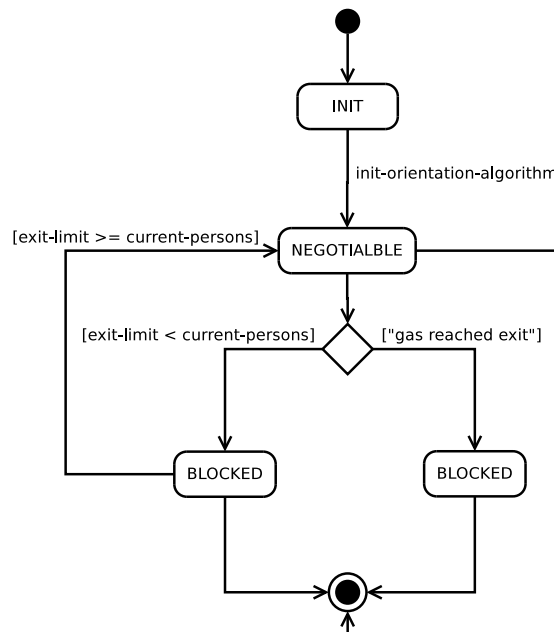 INIT
init-orientation-algorithm
[exit-limit >= current-persons]
NEGOTIALBLE
[exit-limit < current-persons]
["gas reached exit"]
BLOCKED
BLOCKED